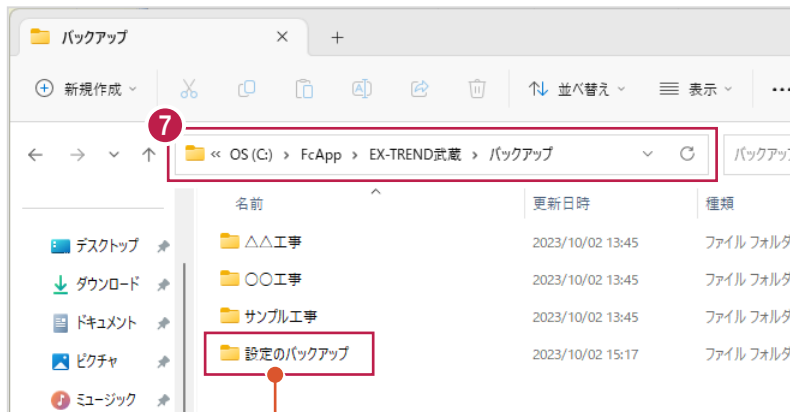 バックアップ
新規作成
並べ替え
表示
7
« OS (C:) › FcApp › EX-TREND武蔵 › バックアップ
バックアップ
名前 更新日時 種類
△△工事 2023/10/02 13:45 ファイル フォルダ
〇〇工事 2023/10/02 13:45 ファイル フォルダ
サンプル工事 2023/10/02 13:45 ファイル フォルダ
設定のバックアップ 2023/10/02 15:17 ファイル フォルダ
デスクトップ
ダウンロード
ドキュメント
ピクチャ
ミュージック